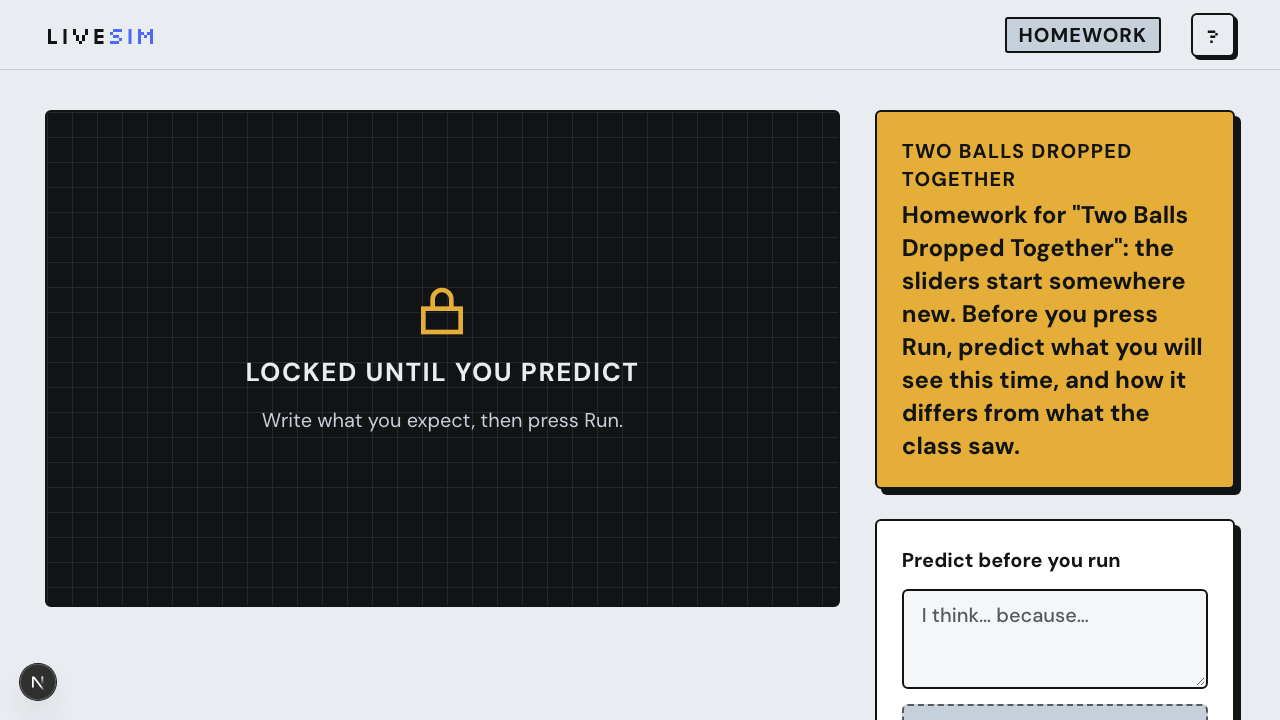 LIVESIM
HOMEWORK
?
LOCKED UNTIL YOU PREDICT
Write what you expect, then press Run.
TWO BALLS DROPPED
TOGETHER
Homework for "Two Balls
Dropped Together": the
sliders start somewhere
new. Before you press
Run, predict what you will
see this time, and how it
differs from what the
class saw.
Predict before you run
I think... because...
N